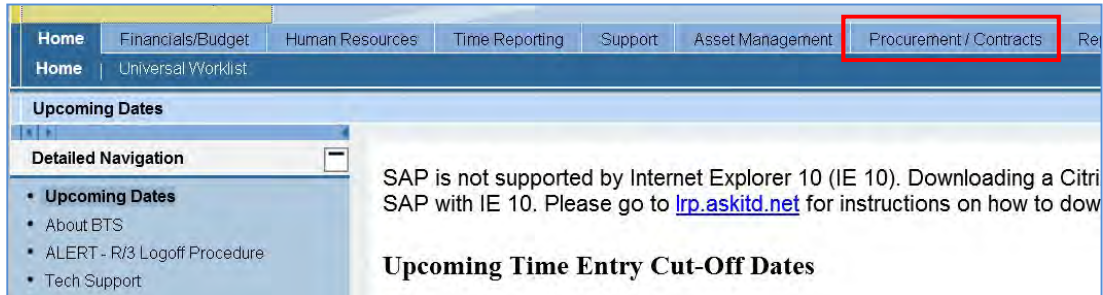 Home Financials/Budget Human Resources Time Reporting Support Asset Management Procurement / Contracts
Home | Universal Worklist
Upcoming Dates
Detailed Navigation
• Upcoming Dates
• About BTS
• ALERT - R/3 Logoff Procedure
• Tech Support
SAP is not supported by Internet Explorer 10 (IE 10). Downloading a
SAP with IE 10. Please go to lrp.askitd.net for instructions on how to
Upcoming Time Entry Cut-Off Dates